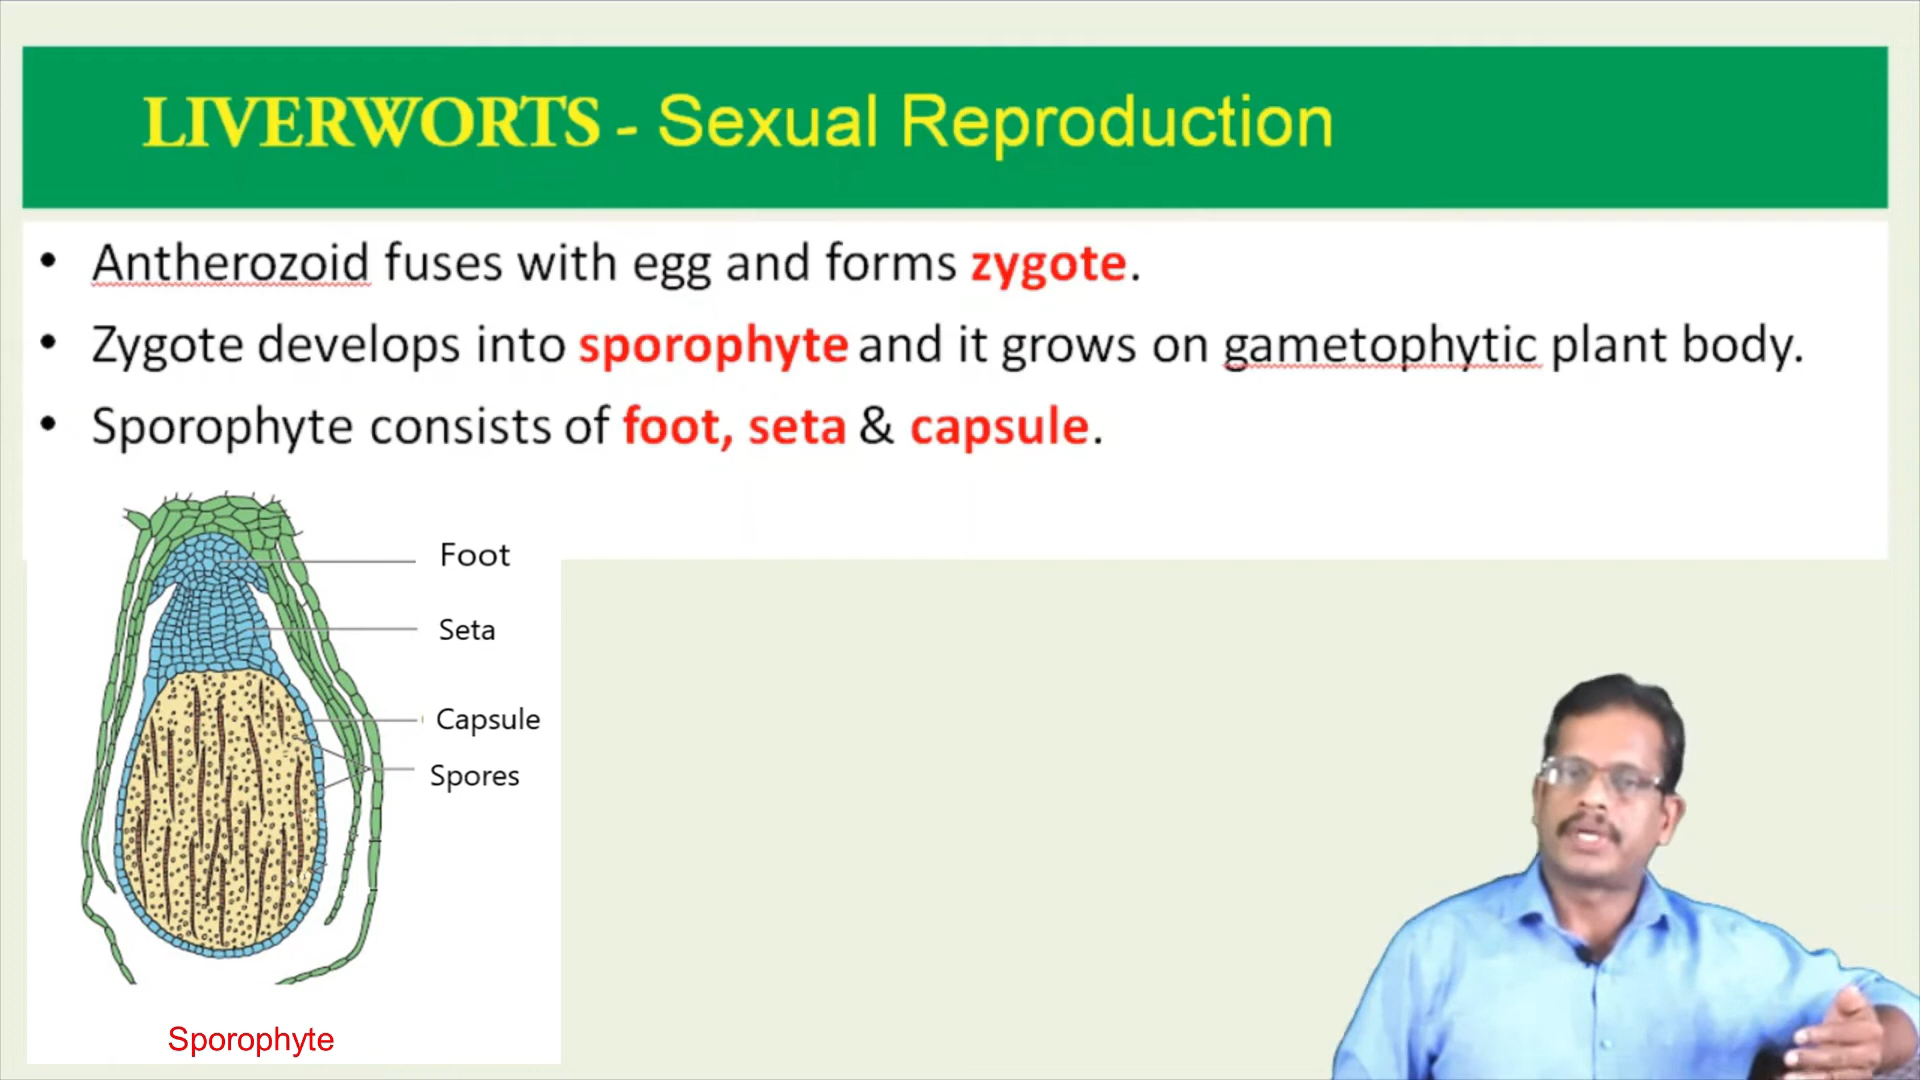 LIVERWORTS - Sexual Reproduction
• Antherozoid fuses with egg and forms zygote.
• Zygote develops into sporophyte and it grows on gametophytic plant body.
• Sporophyte consists of foot, seta & capsule.
Foot
Seta
Capsule
Spores
Sporophyte